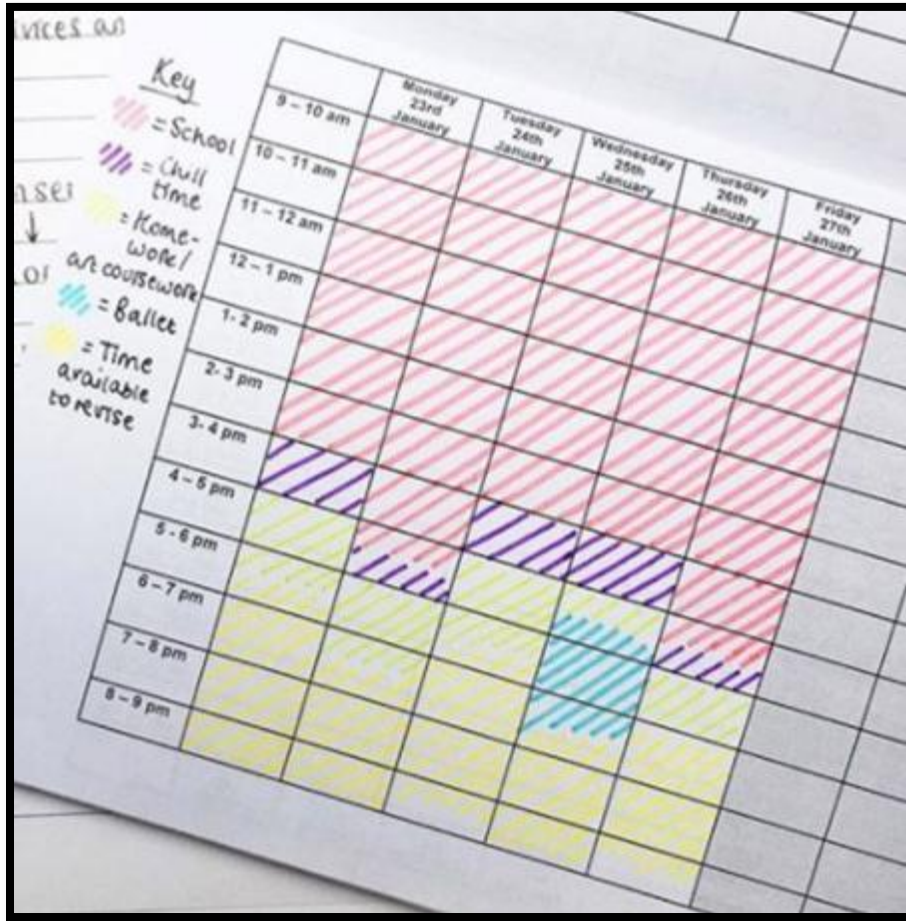 Key
= School
= Chill
time
= Home-
work/
art coursework
= Ballet
= Time
available
to revise
Monday
23rd
January
Tuesday
24th
January
Wednesday
25th
January
Thursday
26th
January
Friday
27th
January
9 – 10 am
10 – 11 am
11 – 12 am
12 – 1 pm
1- 2 pm
2- 3 pm
3- 4 pm
4 – 5 pm
5 - 6 pm
6 – 7 pm
7 – 8 pm
8 – 9 pm